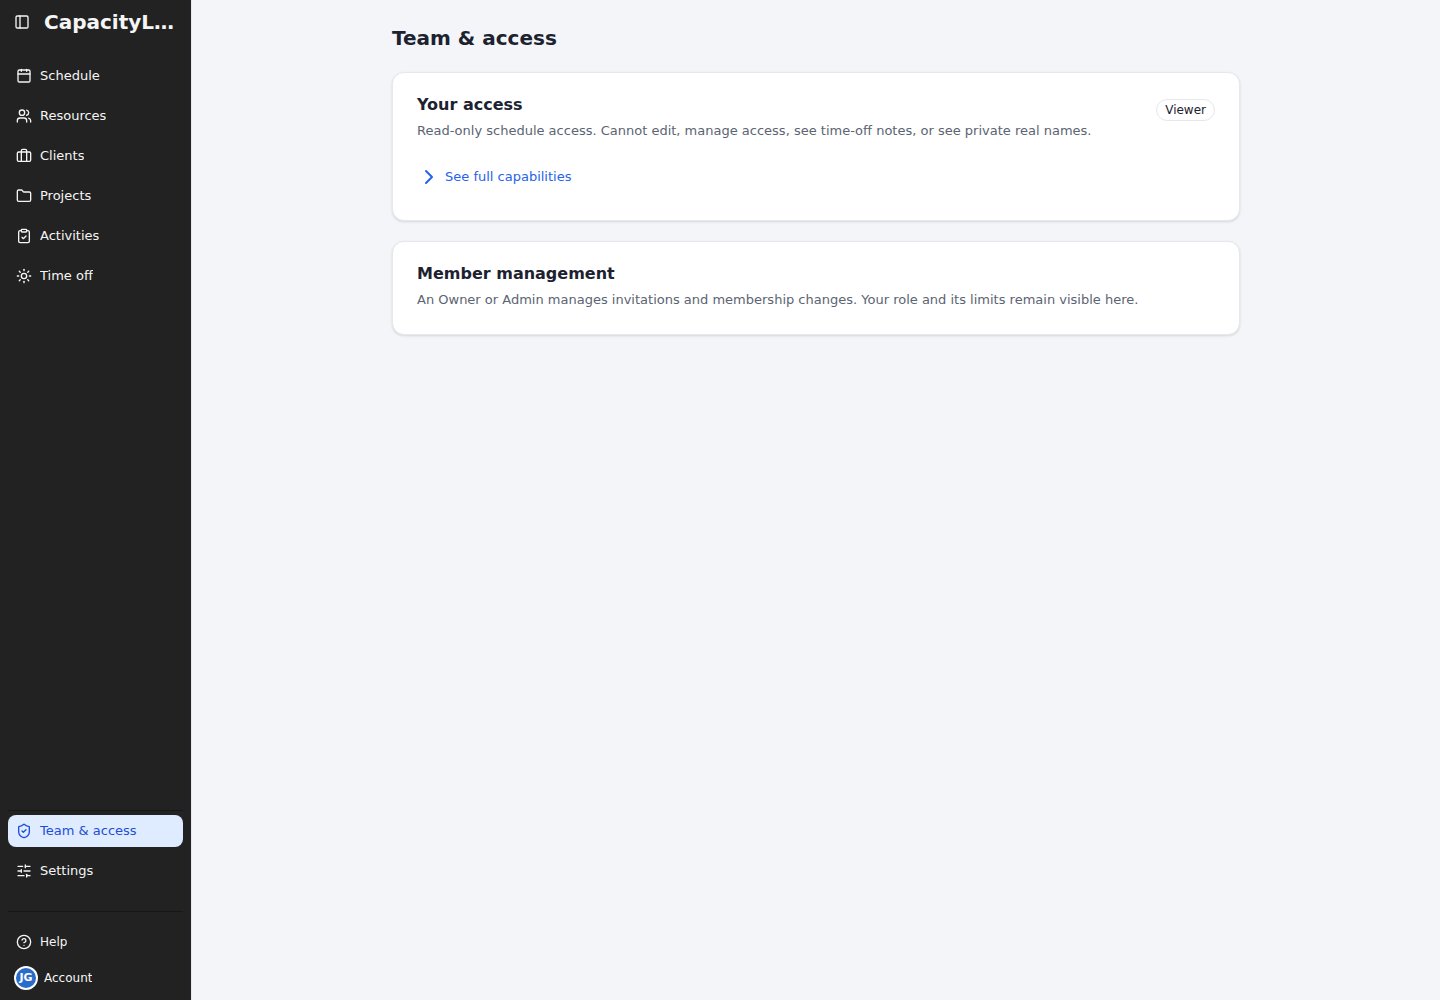 CapacityL...
Schedule
Resources
Clients
Projects
Activities
Time off
Team & access
Settings
Help
JG Account
Team & access
Your access
Viewer
Read-only schedule access. Cannot edit, manage access, see time-off notes, or see private real names.
See full capabilities
Member management
An Owner or Admin manages invitations and membership changes. Your role and its limits remain visible here.